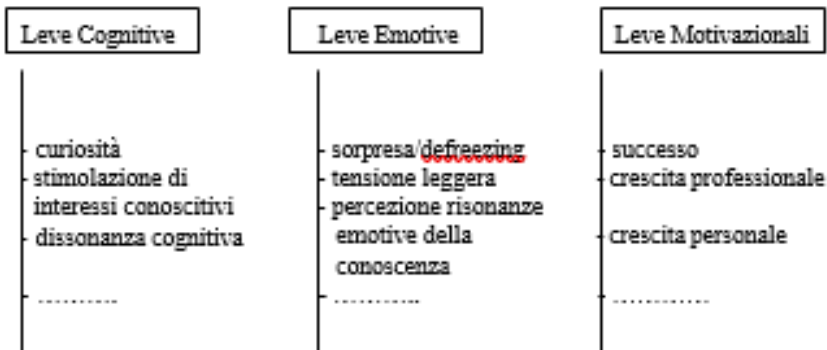 Leve Cognitive
curiosità
stimolazione di
interessi conoscitivi
dissonanza cognitiva
...........
Leve Emotive
sorpresa/defreezing
tensione leggera
percezione risonanze
emotive della
conoscenza
............
Leve Motivazionali
successo
crescita professionale
crescita personale
.............